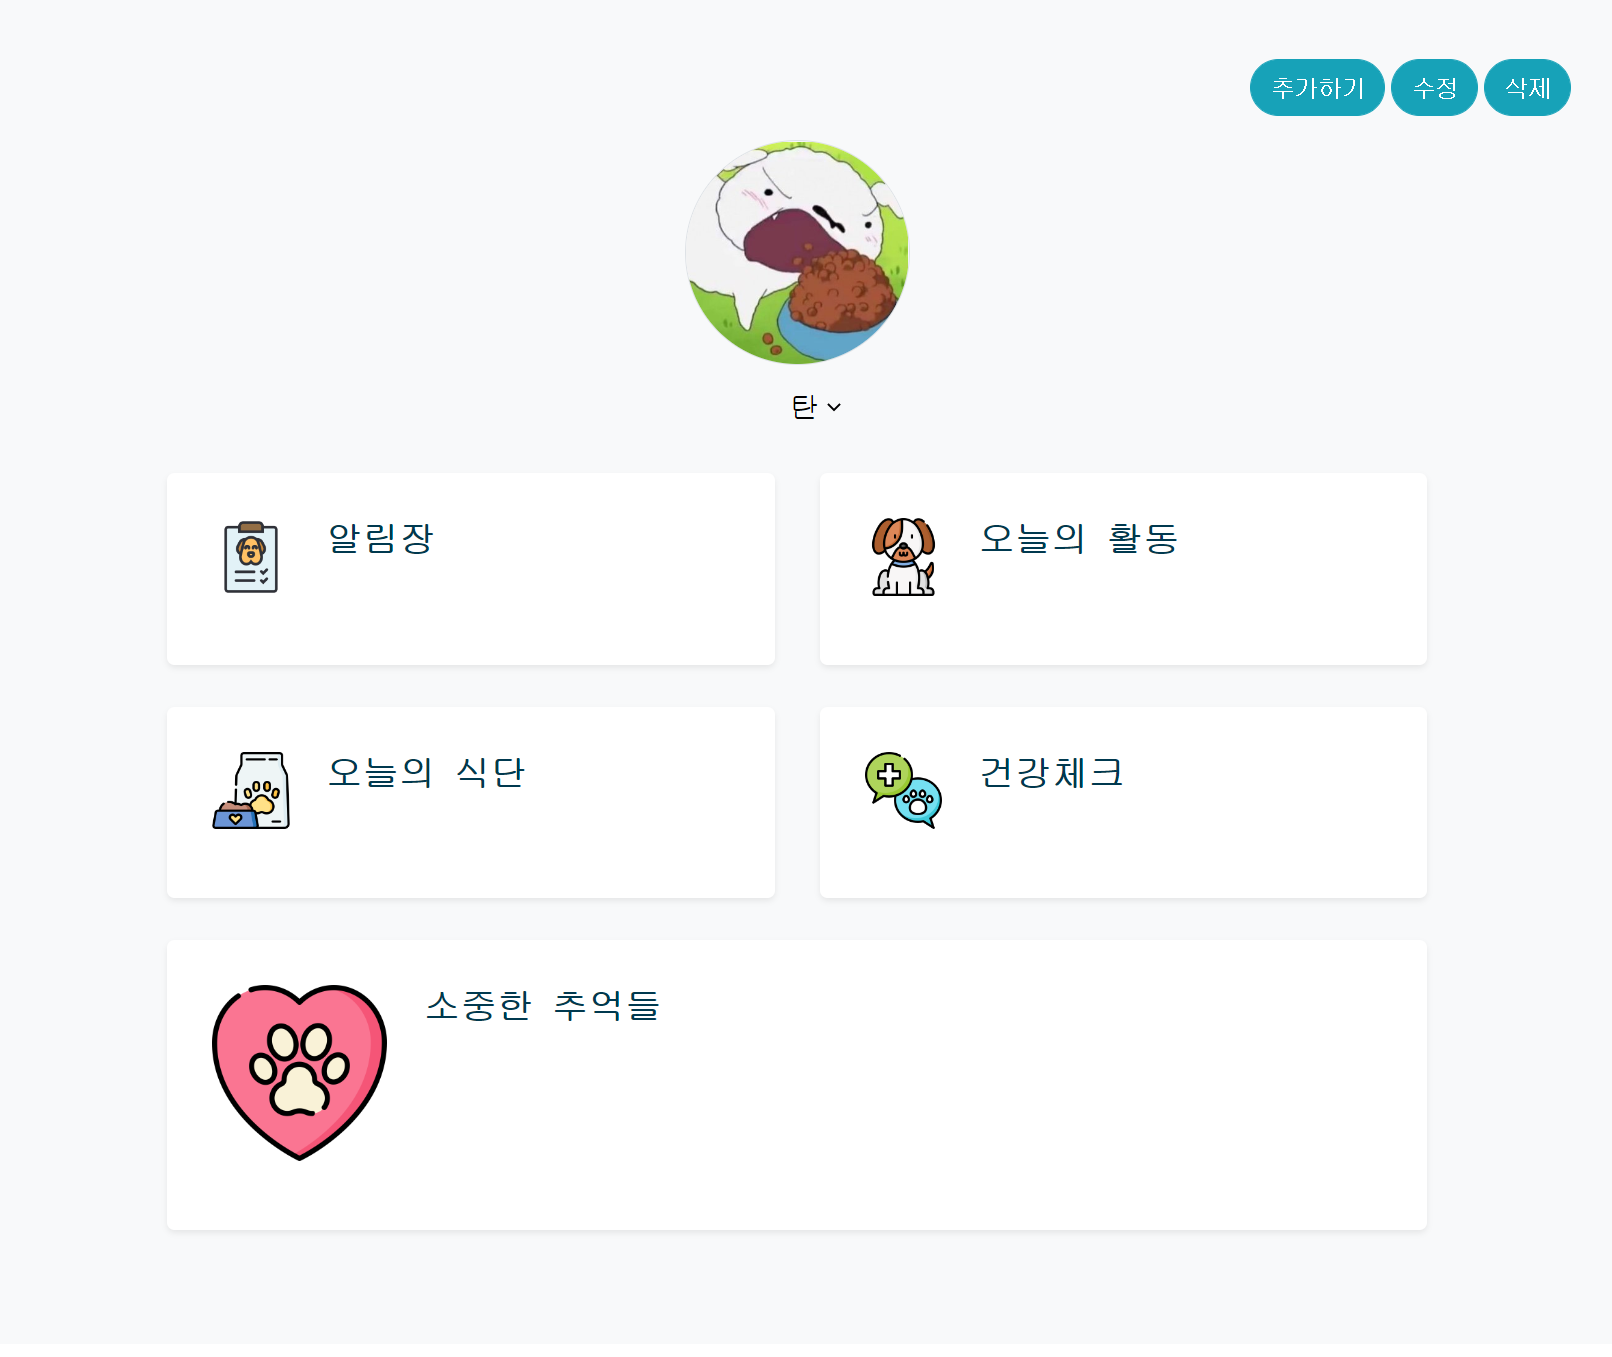 추가하기 수정 삭제
탄
알림장
오늘의 활동
오늘의 식단
건강체크
소중한 추억들